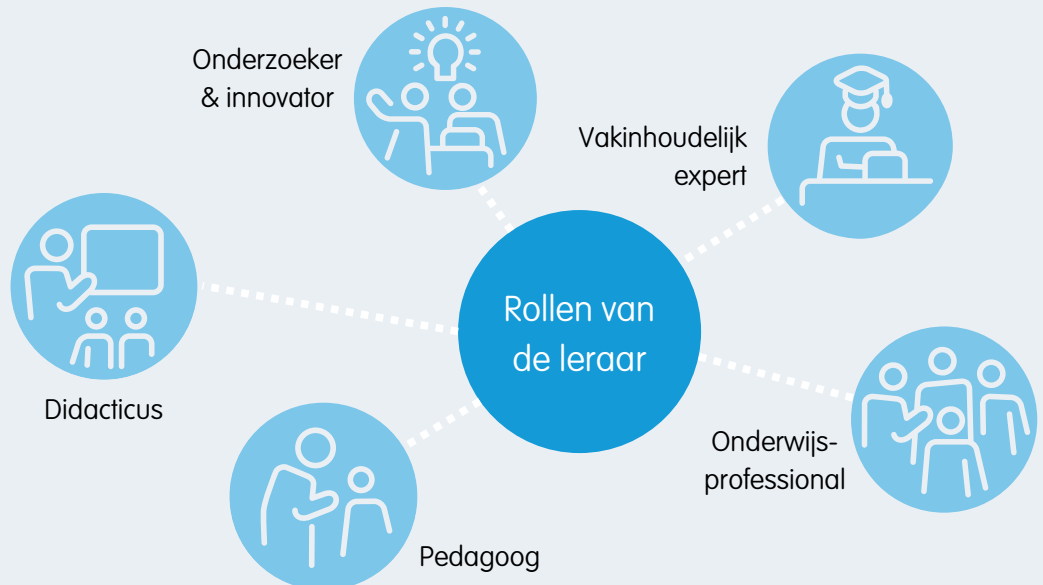 Onderzoeker
& innovator
Vakinhoudelijk
expert
Rollen van
de leraar
Didacticus
Onderwijs-
professional
Pedagoog